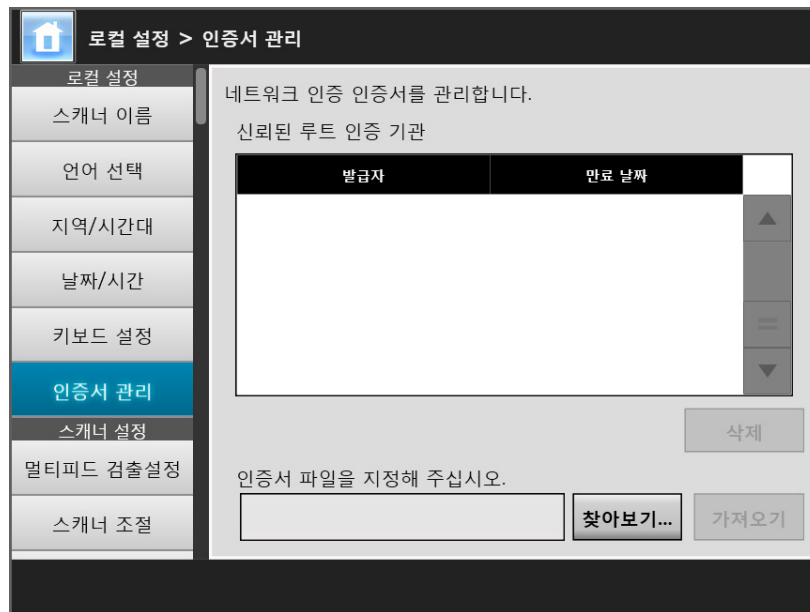 로컬 설정 > 인증서 관리
로컬 설정
스캐너 이름
언어 선택
지역/시간대
날짜/시간
키보드 설정
인증서 관리
스캐너 설정
멀티피드 검출설정
스캐너 조절
네트워크 인증 인증서를 관리합니다.
신뢰된 루트 인증 기관
발급자 만료 날짜
삭제
인증서 파일을 지정해 주십시오.
찾아보기... 가져오기